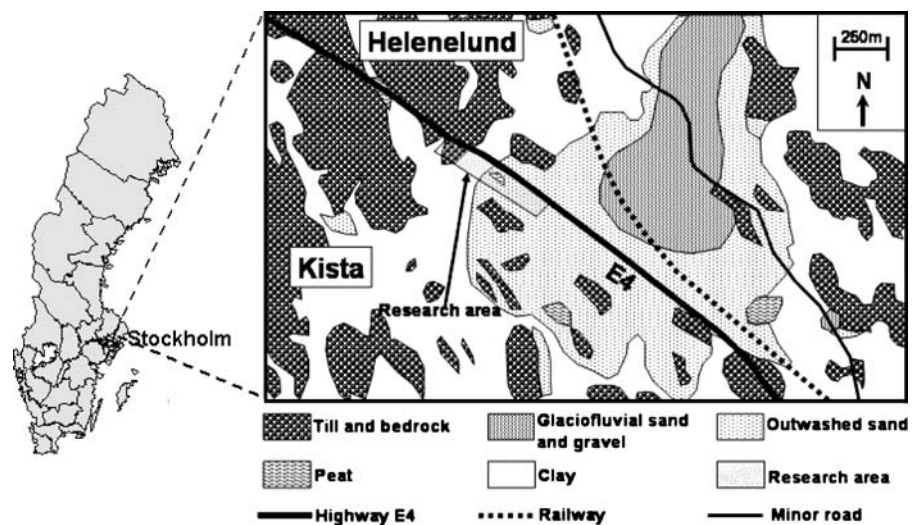 Helenelund
250m
N
Kista
Research area
E4
Stockholm
Till and bedrock
Glaciofluvial sand
and gravel
Outwashed sand
Peat
Clay
Research area
Highway E4
Railway
Minor road